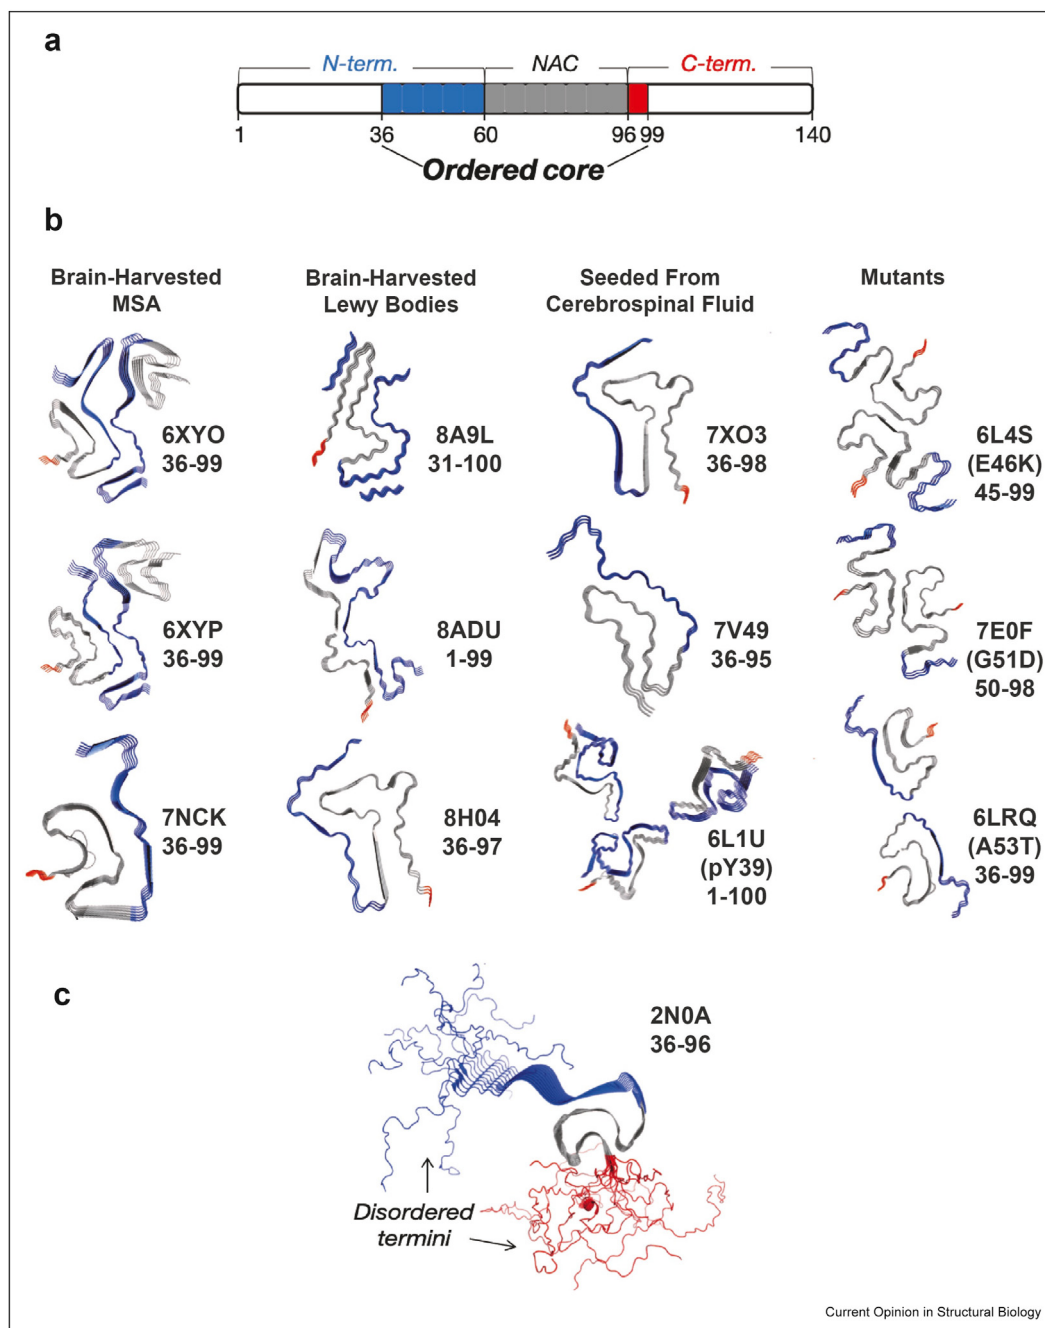 a
N-term. NAC C-term.
1 36 60 96 99 140
Ordered core
b
Brain-Harvested
MSA
Brain-Harvested
Lewy Bodies
Seeded From
Cerebrospinal Fluid
Mutants
6XYO
36-99
8A9L
31-100
7XO3
36-98
6L4S
(E46K)
45-99
6XYP
36-99
8ADU
1-99
7V49
36-95
7E0F
(G51D)
50-98
7NCK
36-99
8H04
36-97
6L1U
(pY39)
1-100
6LRQ
(A53T)
36-99
c
2N0A
36-96
Disordered
termini
Current Opinion in Structural Biology